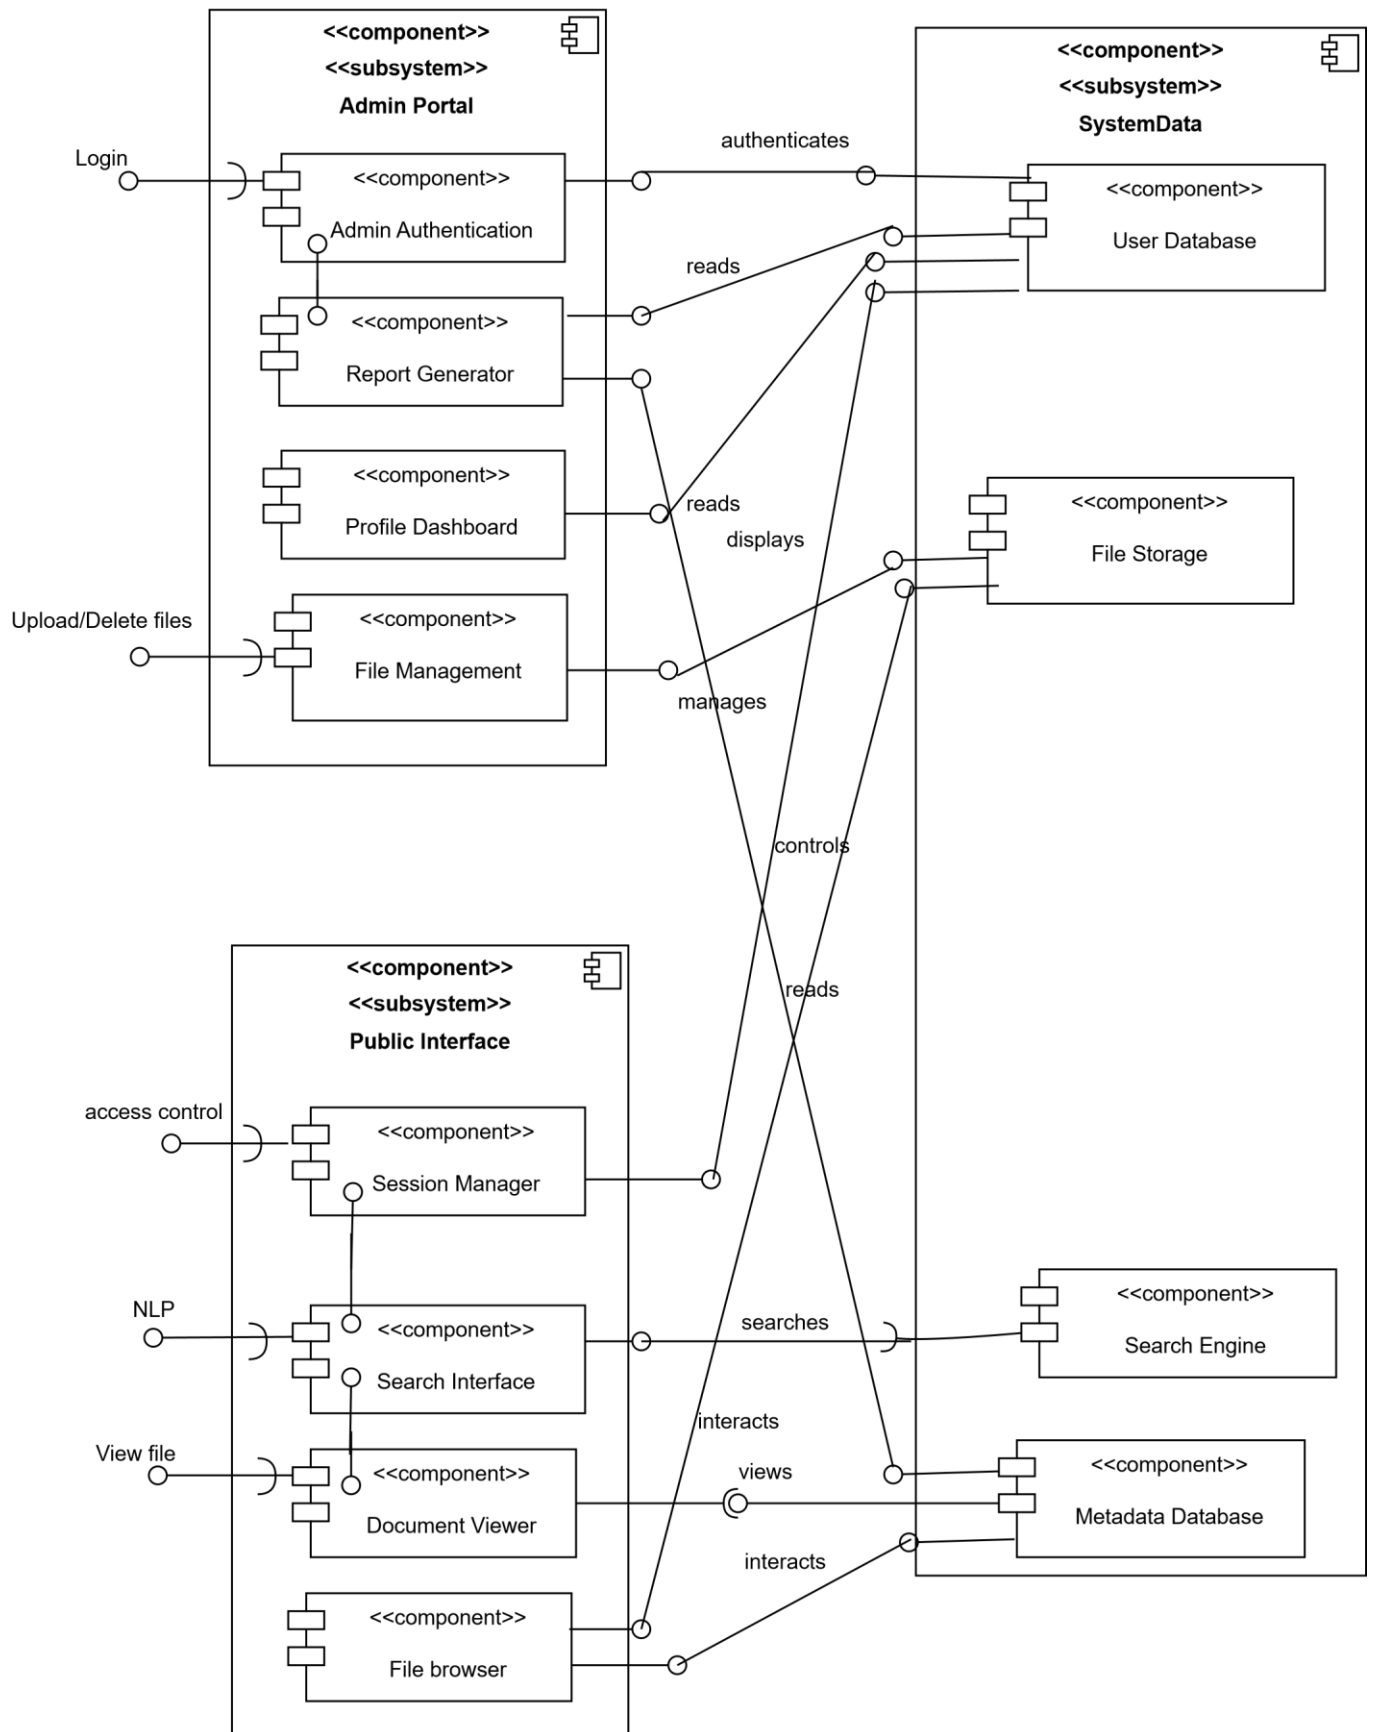 <<component>>
<<subsystem>>
Admin Portal
Login
<<component>>
Admin Authentication
<<component>>
Report Generator
<<component>>
Profile Dashboard
Upload/Delete files
<<component>>
File Management
authenticates
reads
reads
displays
manages
controls
reads
<<component>>
<<subsystem>>
SystemData
<<component>>
User Database
<<component>>
File Storage
<<component>>
Search Engine
<<component>>
Metadada Database
<<component>>
<<subsystem>>
Public Interface
access control
<<component>>
Session Manager
NLP
<<component>>
Search Interface
View file
<<component>>
Document Viewer
<<component>>
File browser
searches
interacts
views
interacts